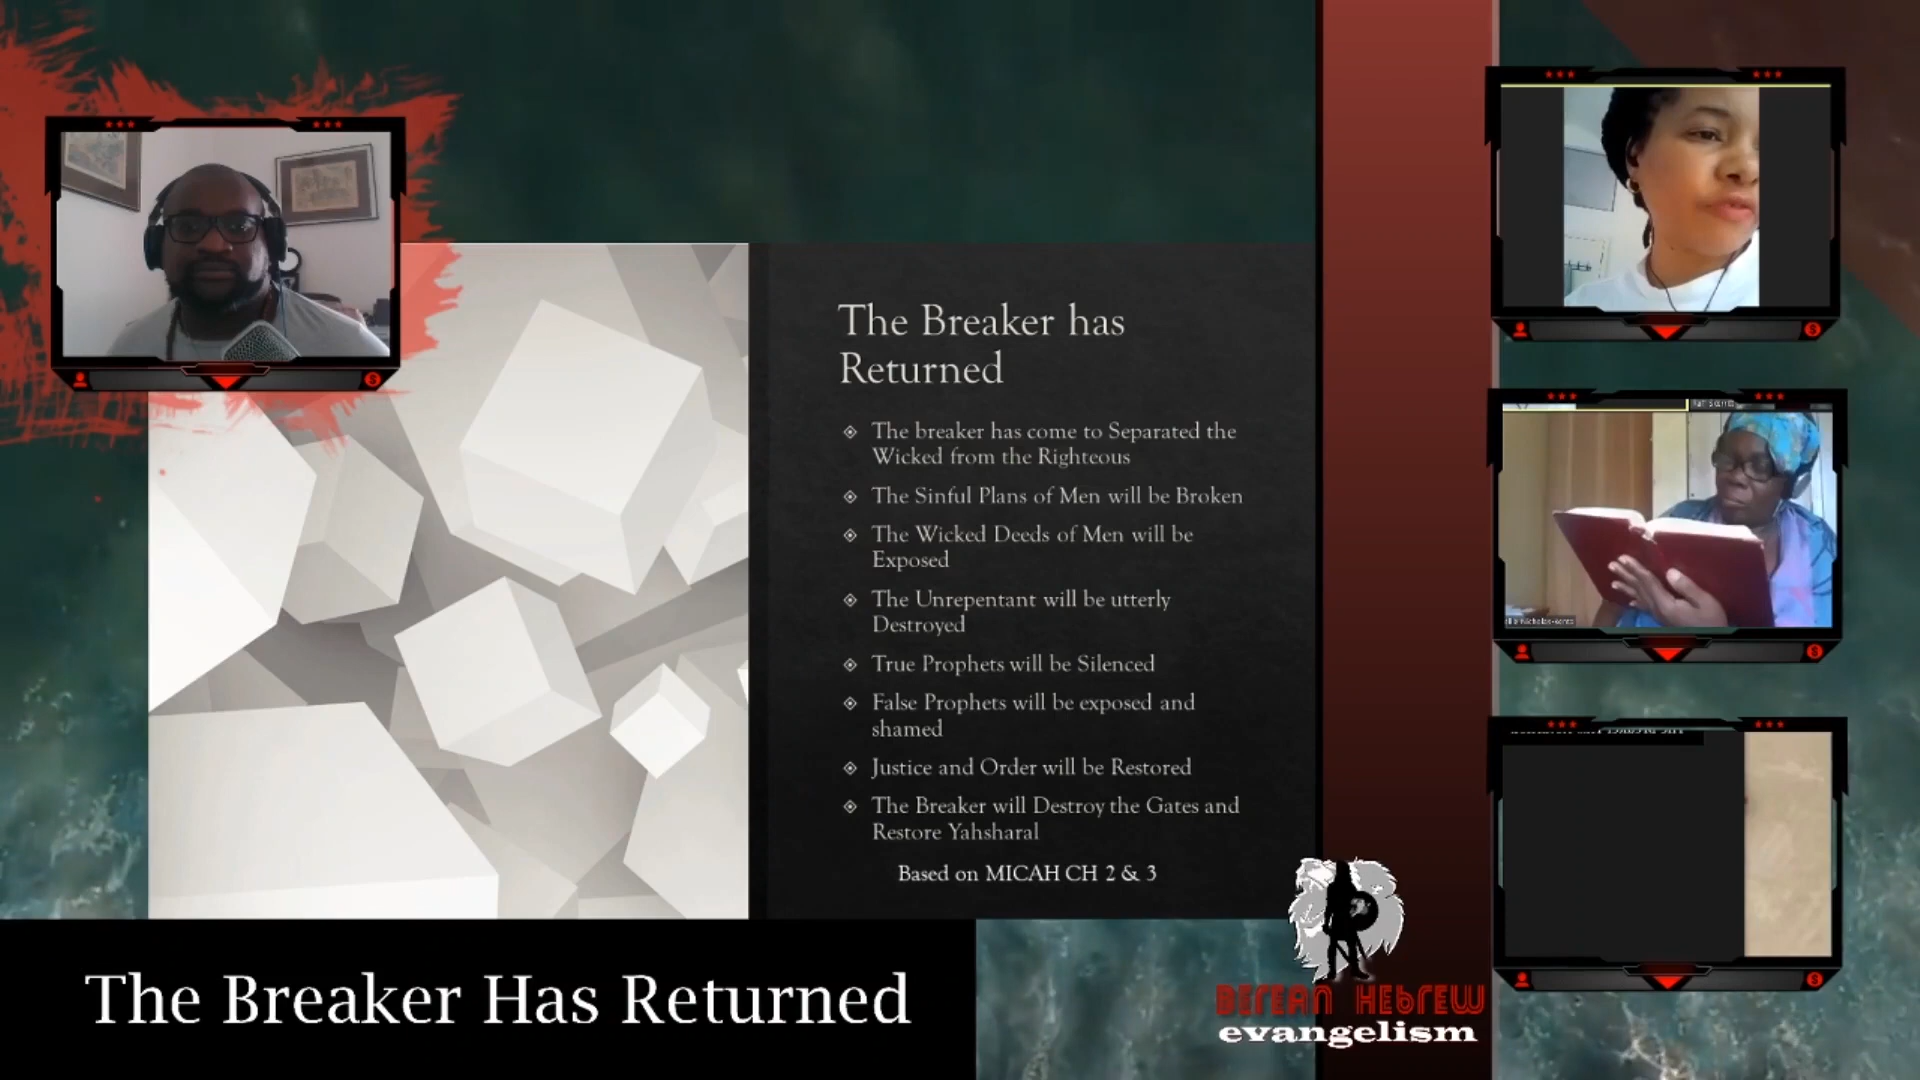 The Breaker has
Returned
The breaker has come to Separated the
Wicked from the Righteous
The Sinful Plans of Men will be Broken
The Wicked Deeds of Men will be
Exposed
The Unrepentant will be utterly
Destroyed
True Prophets will be Silenced
False Prophets will be exposed and
shamed
Justice and Order will be Restored
The Breaker will Destroy the Gates and
Restore Yahsharal
Based on MICAH CH 2 & 3
The Breaker Has Returned
BEREAN HEBREW
evangelism